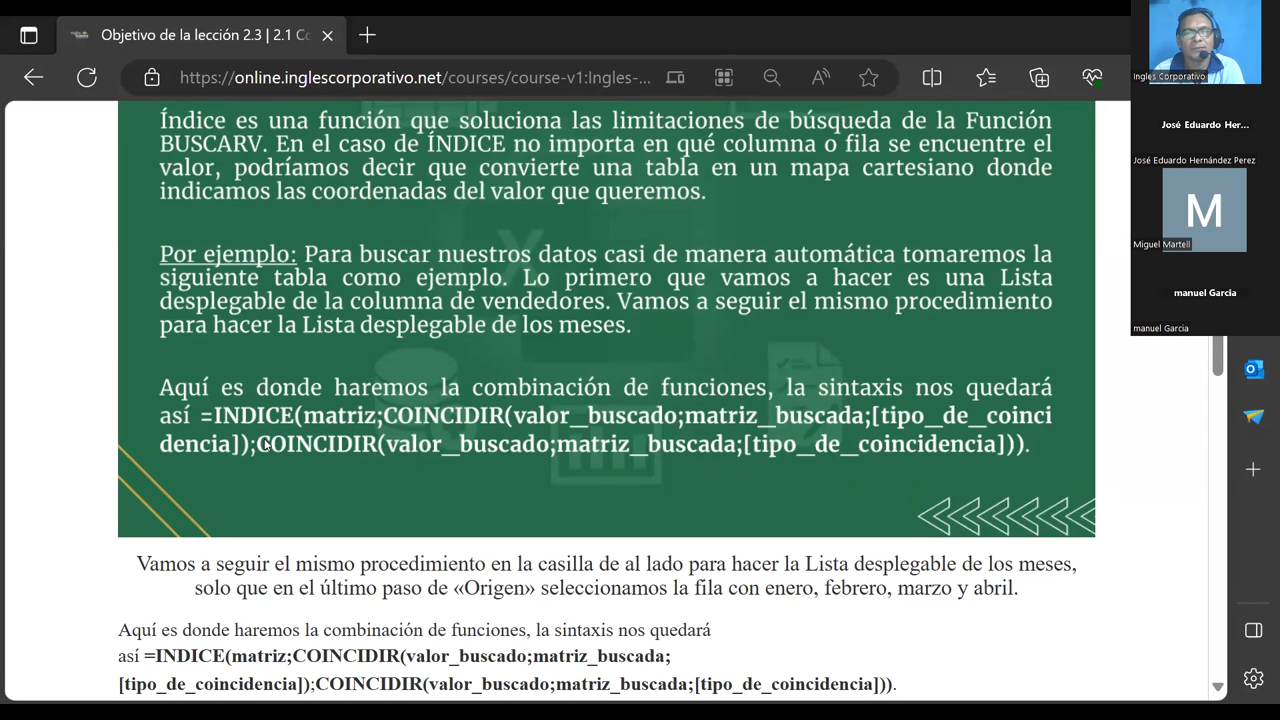 Objetivo de la lección 2.3 | 2.1 Co
https://online.inglescorporativo.net/courses/course-v1:Ingles-...
Índice es una función que soluciona las limitaciones de búsqueda de la Función
BUSCARV. En el caso de ÍNDICE no importa en qué columna o fila se encuentre el
valor, podríamos decir que convierte una tabla en un mapa cartesiano donde
indicamos las coordenadas del valor que queremos.
Por ejemplo: Para buscar nuestros datos casi de manera automática tomaremos la
siguiente tabla como ejemplo. Lo primero que vamos a hacer es una Lista
desplegable de la columna de vendedores. Vamos a seguir el mismo procedimiento
para hacer la Lista desplegable de los meses.
Aquí es donde haremos la combinación de funciones, la sintaxis nos quedará
así =INDICE(matriz;COINCIDIR(valor_buscado;matriz_buscada;[tipo_de_coinci
dencia]);COINCIDIR(valor_buscado;matriz_buscada;[tipo_de_coincidencia])).
Vamos a seguir el mismo procedimiento en la casilla de al lado para hacer la Lista desplegable de los meses,
solo que en el último paso de «Origen» seleccionamos la fila con enero, febrero, marzo y abril.
Aquí es donde haremos la combinación de funciones, la sintaxis nos quedará
así =INDICE(matriz;COINCIDIR(valor_buscado;matriz_buscada;
[tipo_de_coincidencia]);COINCIDIR(valor_buscado;matriz_buscada;[tipo_de_coincidencia])).
Ingles Corporativo
José Eduardo Her...
José Eduardo Hernández Perez
M
Miguel Martell
manuel Garcia
manuel Garcia